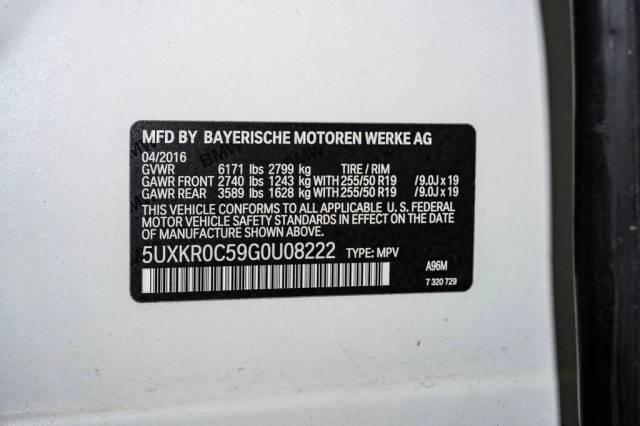 MFD BY BAYERISCHE MOTOREN WERKE AG
04/2016
GVWR 6171 lbs 2799 kg TIRE / RIM
GAWR FRONT 2740 lbs 1243 kg WITH 255/50 R19 /9.0J x 19
GAWR REAR 3589 lbs 1628 kg WITH 255/50 R19 /9.0J x 19
THIS VEHICLE CONFORMS TO ALL APPLICABLE U. S. FEDERAL
MOTOR VEHICLE SAFETY STANDARDS IN EFFECT ON THE DATE
OF MANUFACTURE SHOWN ABOVE.
5UXKR0C59G0U08222 TYPE: MPV
A96M
7 320 729